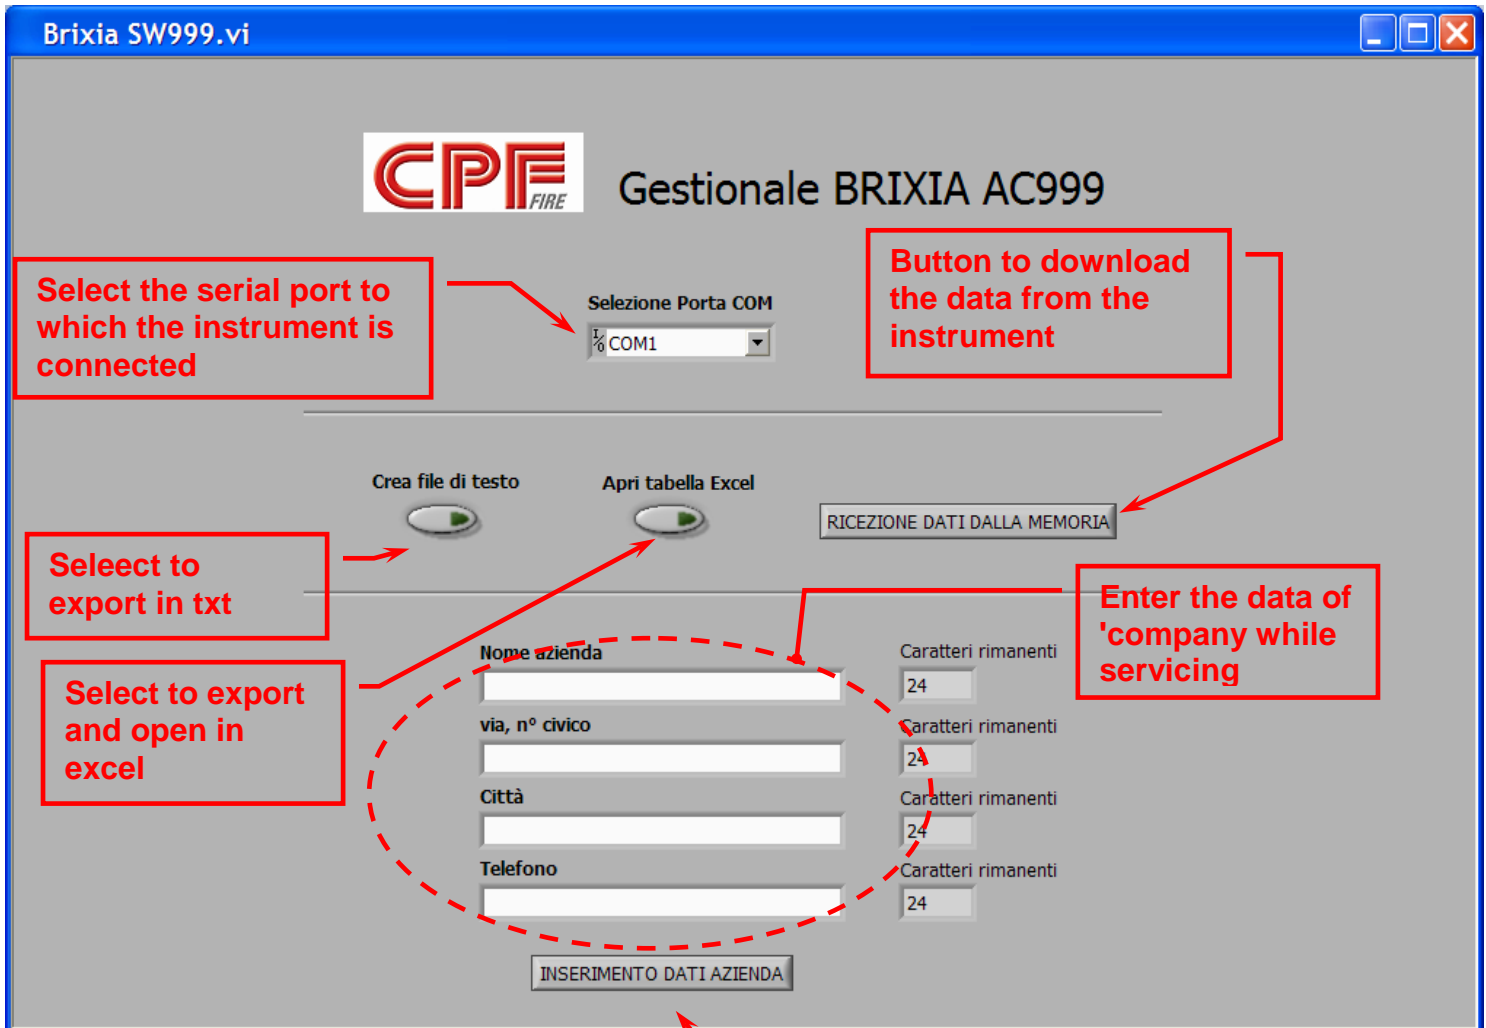 Brixia SW999.vi
CPF
FIRE
Gestionale BRIXIA AC999
Select the serial port to
which the instrument is
connected
Selezione Porta COM
I/O COM1
Button to download
the data from the
instrument
Crea file di testo
Apri tabella Excel
RICEZIONE DATI DALLA MEMORIA
Seleect to
export in txt
Select to export
and open in
excel
Enter the data of
'company while
servicing
Nome azienda
Caratteri rimanenti
24
via, nº civico
Caratteri rimanenti
24
Città
Caratteri rimanenti
24
Telefono
Caratteri rimanenti
24
INSERIMENTO DATI AZIENDA